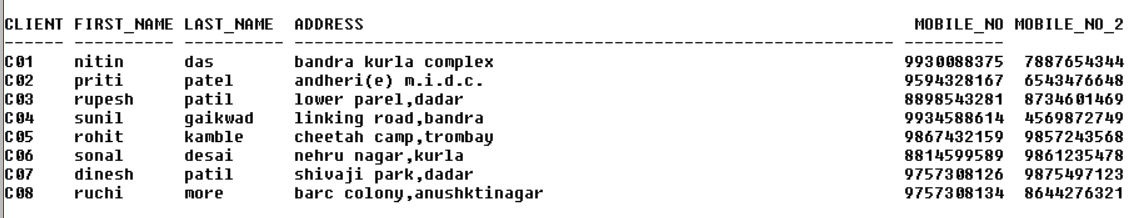 CLIENT FIRST_NAME LAST_NAME ADDRESS MOBILE_NO MOBILE_NO_2
------ ---------- ---------- ------------------------------------------------------------ ----------
C01 nitin das bandra kurla complex 9930088375 7887654344
C02 priti patel andheri(e) m.i.d.c. 9594328167 6543476648
C03 rupesh patil lower parel,dadar 8898543281 8734601469
C04 sunil gaikwad linking road,bandra 9934588614 4569872749
C05 rohit kamble cheetah camp,trombay 9867432159 9857243568
C06 sonal desai nehru nagar,kurla 8814599589 9861235478
C07 dinesh patil shivaji park,dadar 9757308126 9875497123
C08 ruchi more barc colony,anushktinagar 9757308134 8644276321